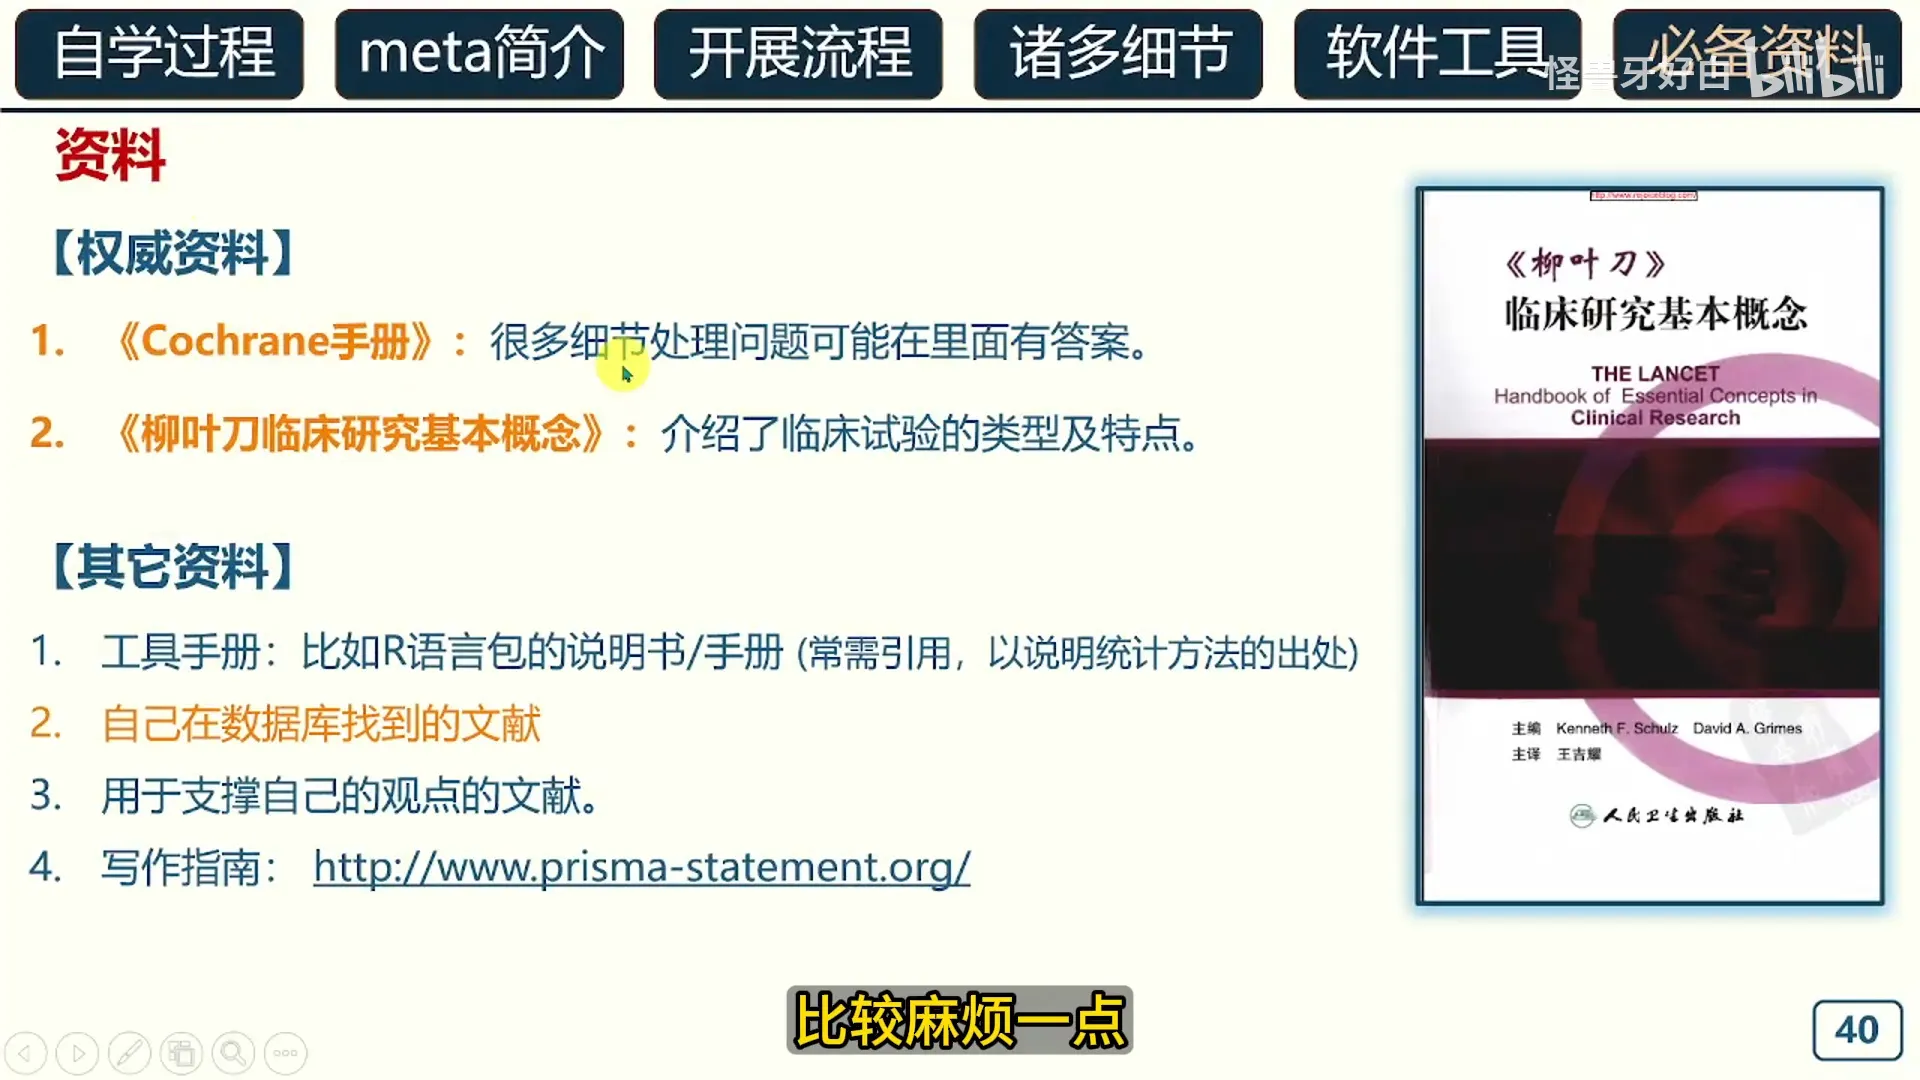 自学过程
meta简介
开展流程
诸多细节
软件工具
必备资料
怪兽牙好白 bilibili
资料
【权威资料】
1. 《Cochrane手册》：很多细节处理问题可能在里面有答案。
2. 《柳叶刀临床研究基本概念》：介绍了临床试验的类型及特点。
【其它资料】
1. 工具手册：比如R语言包的说明书/手册 (常需引用，以说明统计方法的出处)
2. 自己在数据库找到的文献
3. 用于支撑自己的观点的文献。
4. 写作指南： http://www.prisma-statement.org/
《柳叶刀》
临床研究基本概念
THE LANCET
Handbook of Essential Concepts in
Clinical Research
主编 Kenneth F. Schulz David A. Grimes
主译 王吉耀
人民卫生出版社
比较麻烦一点
40